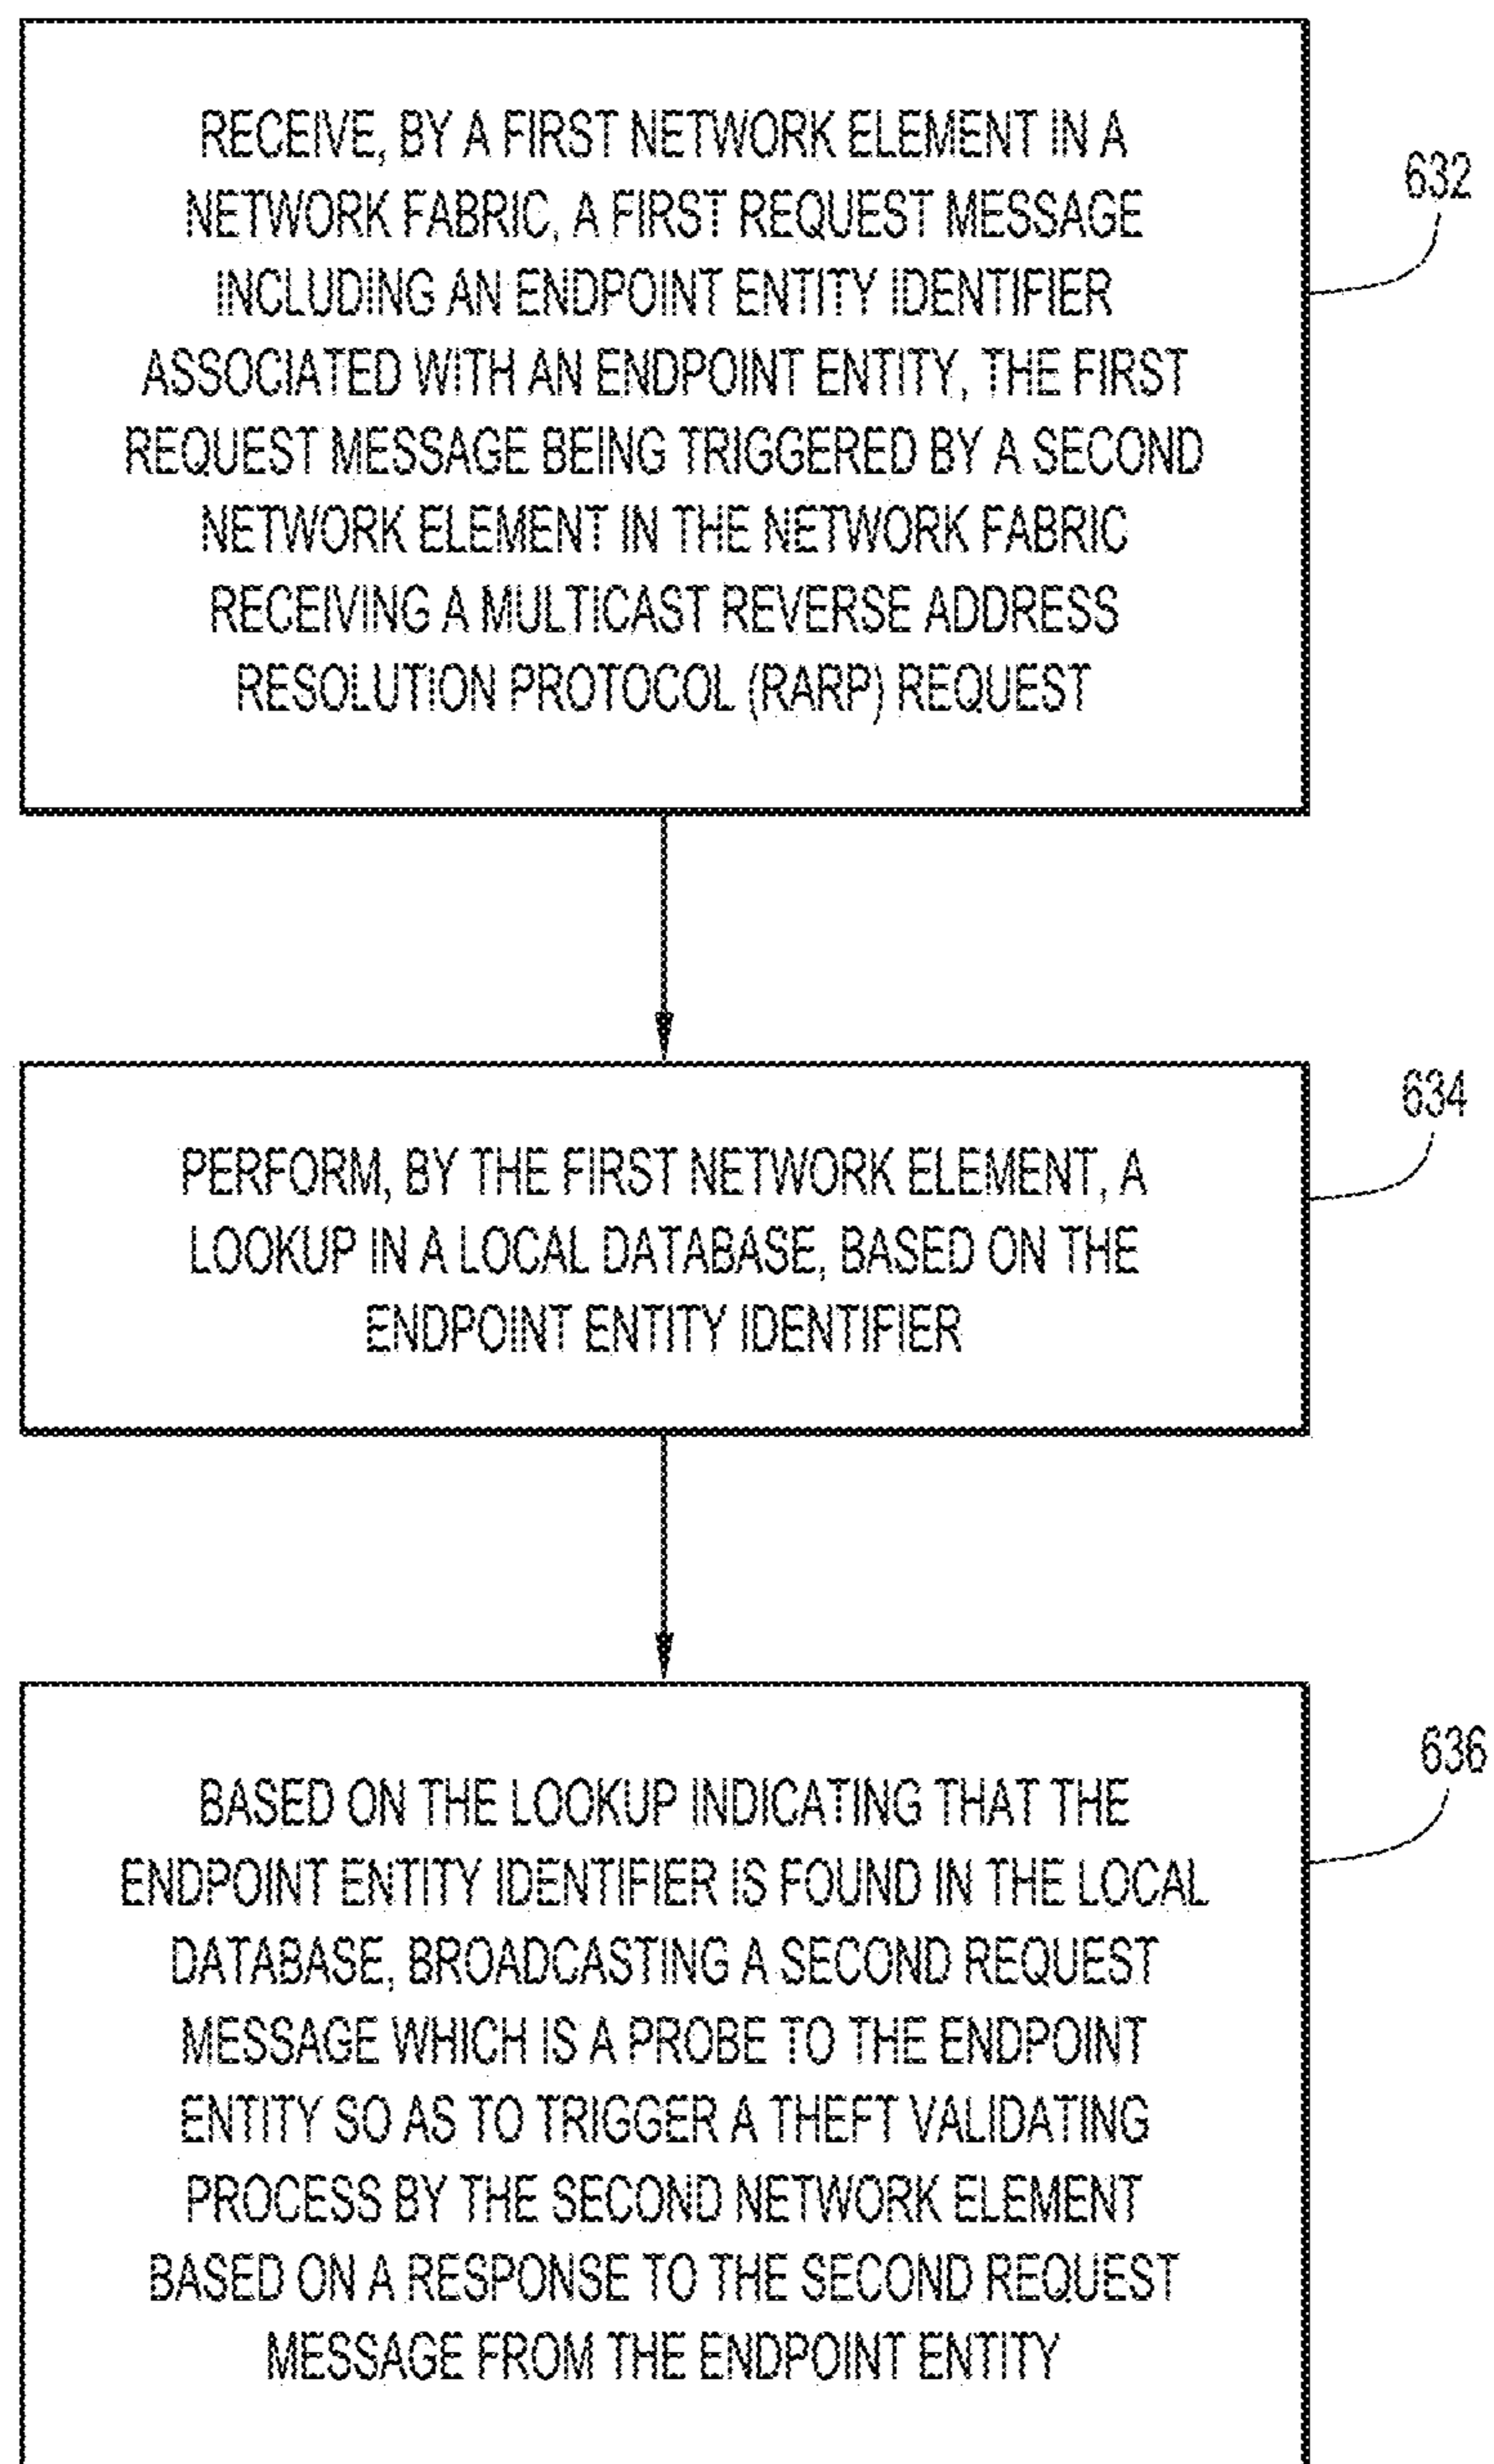 RECEIVE, BY A FIRST NETWORK ELEMENT IN A
NETWORK FABRIC, A FIRST REQUEST MESSAGE
INCLUDING AN ENDPOINT ENTITY IDENTIFIER
ASSOCIATED WITH AN ENDPOINT ENTITY, THE FIRST
REQUEST MESSAGE BEING TRIGGERED BY A SECOND
NETWORK ELEMENT IN THE NETWORK FABRIC
RECEIVING A MULTICAST REVERSE ADDRESS
RESOLUTION PROTOCOL (RARP) REQUEST
632
PERFORM, BY THE FIRST NETWORK ELEMENT, A
LOOKUP IN A LOCAL DATABASE, BASED ON THE
ENDPOINT ENTITY IDENTIFIER
634
BASED ON THE LOOKUP INDICATING THAT THE
ENDPOINT ENTITY IDENTIFIER IS FOUND IN THE LOCAL
DATABASE, BROADCASTING A SECOND REQUEST
MESSAGE WHICH IS A PROBE TO THE ENDPOINT
ENTITY SO AS TO TRIGGER A THEFT VALIDATING
PROCESS BY THE SECOND NETWORK ELEMENT
BASED ON A RESPONSE TO THE SECOND REQUEST
MESSAGE FROM THE ENDPOINT ENTITY
636